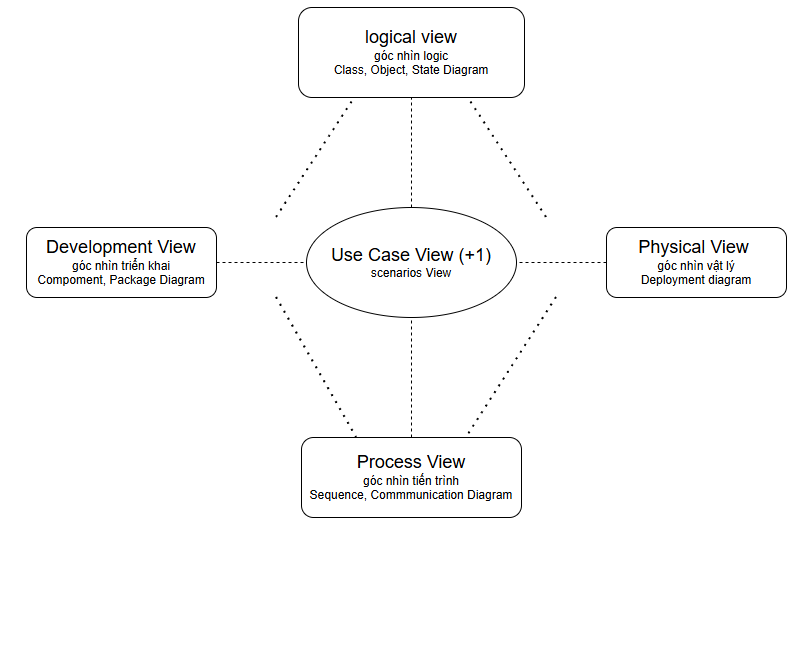 logical view
góc nhìn logic
Class, Object, State Diagram
Development View
góc nhìn triển khai
Compoment, Package Diagram
Use Case View (+1)
scenarios View
Physical View
góc nhìn vật lý
Deployment diagram
Process View
góc nhìn tiến trình
Sequence, Commmunication Diagram